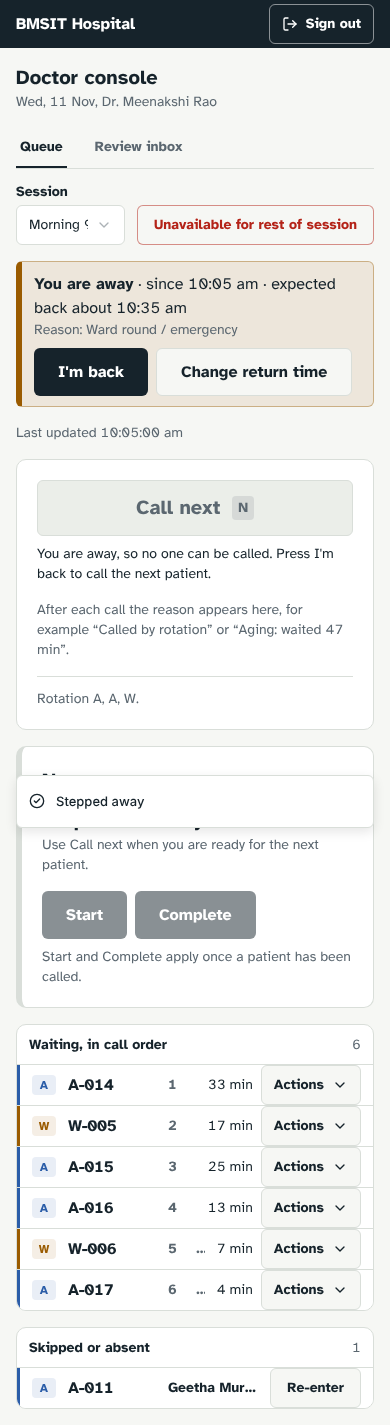 BMSIT Hospital
Sign out
Doctor console
Wed, 11 Nov, Dr. Meenakshi Rao
Queue
Review inbox
Session
Morning
Unavailable for rest of session
You are away · since 10:05 am · expected
back about 10:35 am
Reason: Ward round / emergency
I'm back
Change return time
Last updated 10:05:00 am
Call next N
You are away, so no one can be called. Press I'm
back to call the next patient.
After each call the reason appears here, for
example “Called by rotation” or “Aging: waited 47
min”.
Rotation A, A, W.
Stepped away
Use Call next when you are ready for the next
patient.
Start
Complete
Start and Complete apply once a patient has been
called.
Waiting, in call order 6
A A-014 1 33 min Actions
W W-005 2 17 min Actions
A A-015 3 25 min Actions
A A-016 4 13 min Actions
W W-006 5 … 7 min Actions
A A-017 6 … 4 min Actions
Skipped or absent 1
A A-011 Geetha Mur… Re-enter